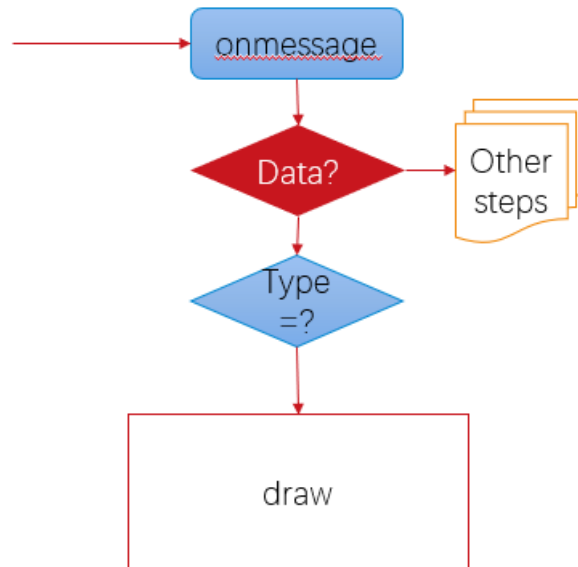 onmessage
Data?
Other
steps
Type
=?
draw